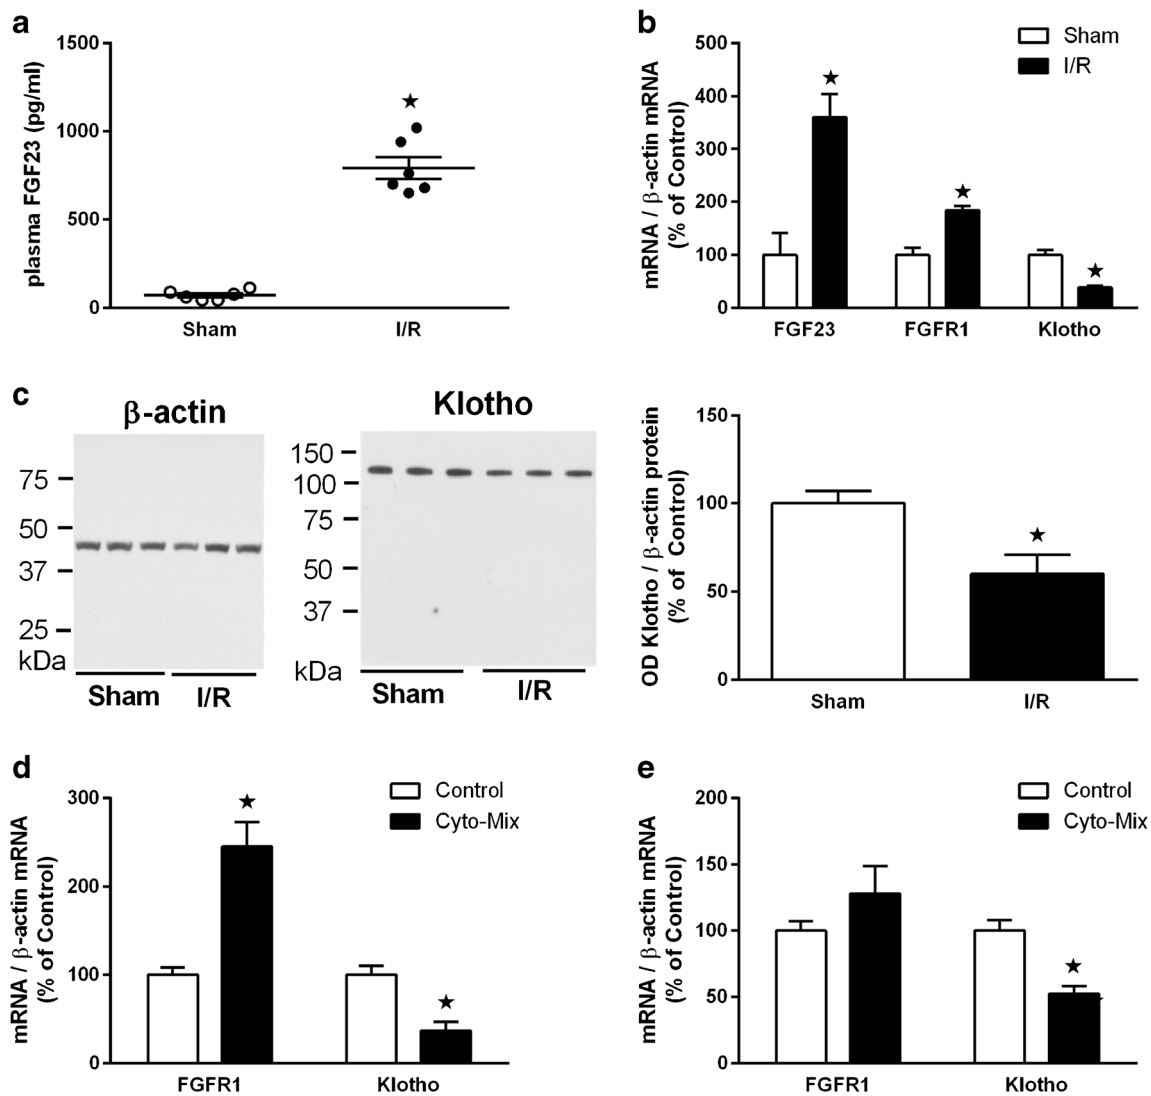 a
1500
1000
500
0
plasma FGF23 (pg/ml)
★
Sham
I/R
b
Sham
I/R
500
400
300
200
100
0
mRNA / β-actin mRNA
(% of Control)
★
★
★
FGF23
FGFR1
Klotho
c
β-actin
75
50
37
25
kDa
Sham
I/R
Klotho
150
100
75
50
37
kDa
Sham
I/R
150
100
50
0
OD Klotho / β-actin protein
(% of Control)
★
Sham
I/R
d
Control
Cyto-Mix
300
200
100
0
mRNA / β-actin mRNA
(% of Control)
★
★
FGFR1
Klotho
e
Control
Cyto-Mix
200
150
100
50
0
mRNA / β-actin mRNA
(% of Control)
★
FGFR1
Klotho